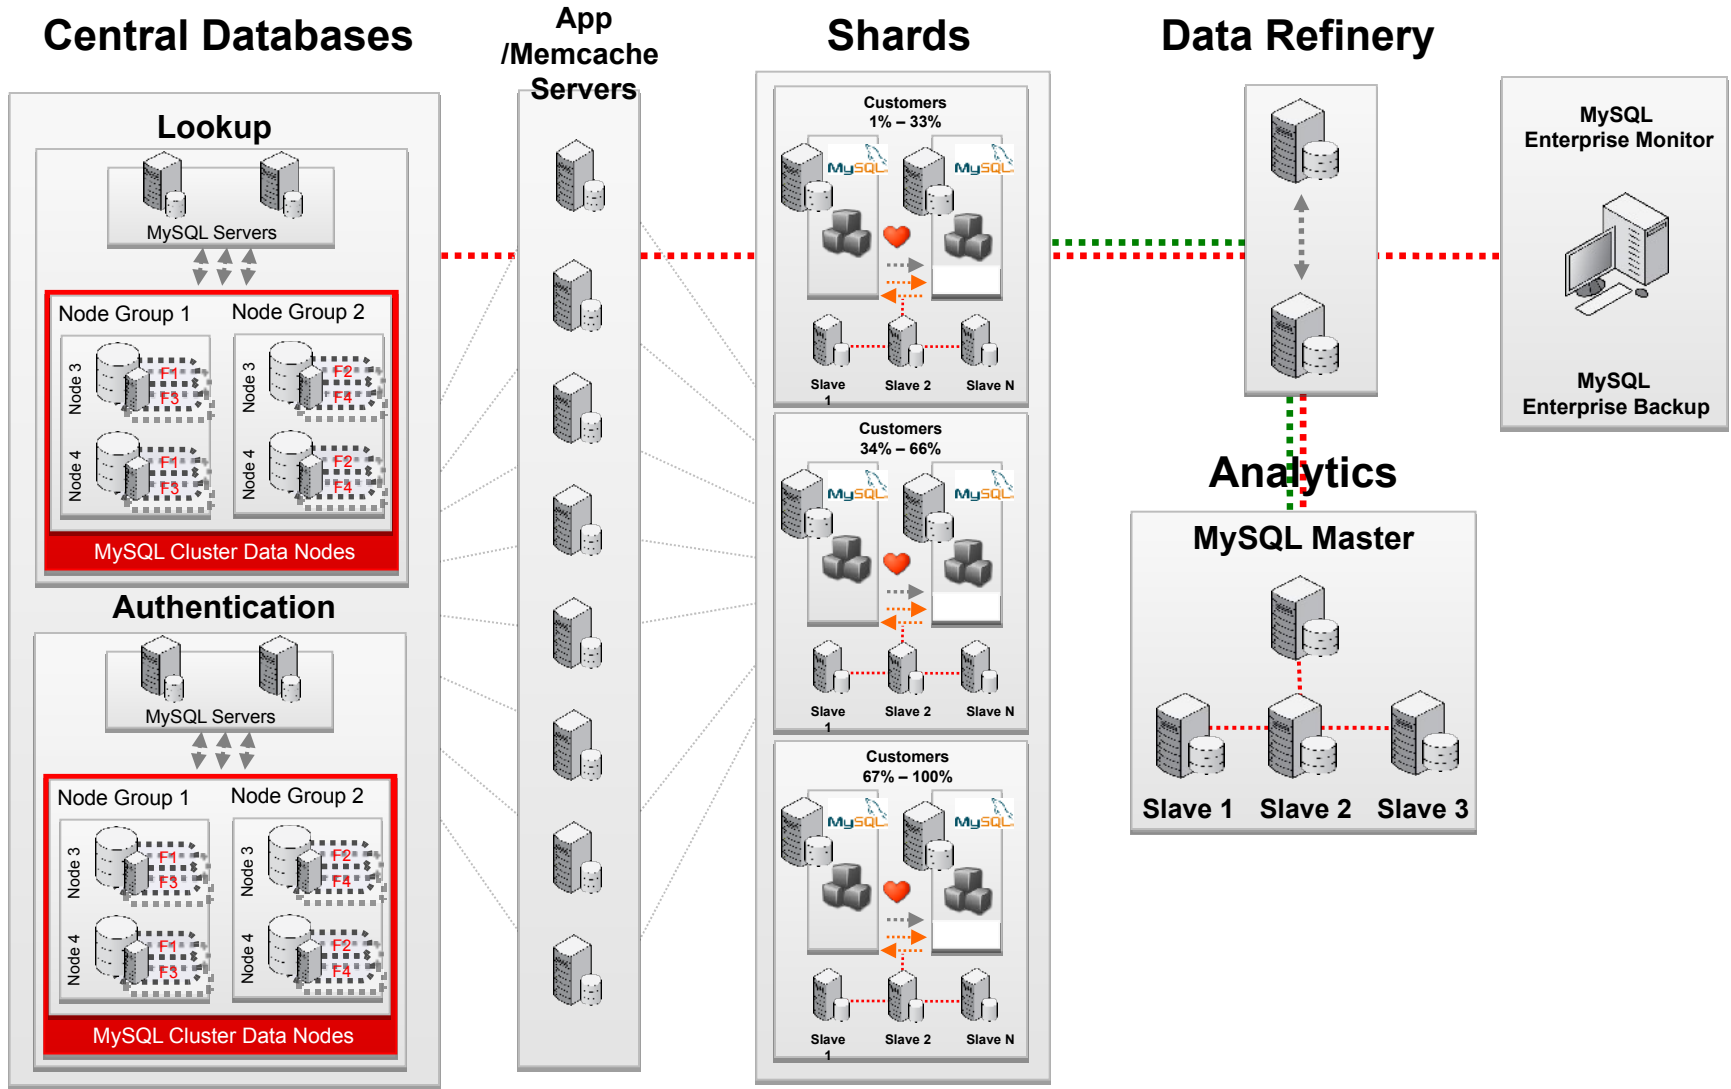 Central Databases
App
/Memcache
Servers
Shards
Data Refinery
Lookup
MySQL Servers
Node Group 1
Node Group 2
Node 3
F1
F3
Node 3
F2
F4
Node 4
F1
F3
Node 4
F2
F4
MySQL Cluster Data Nodes
Authentication
MySQL Servers
Node Group 1
Node Group 2
Node 3
F1
F3
Node 3
F2
F4
Node 4
F1
F3
Node 4
F2
F4
MySQL Cluster Data Nodes
Customers
1% – 33%
MySQL
MySQL
Slave
1
Slave 2
Slave N
Customers
34% – 66%
MySQL
MySQL
Slave
1
Slave 2
Slave N
Customers
67% – 100%
MySQL
MySQL
Slave
1
Slave 2
Slave N
MySQL
Enterprise Monitor
MySQL
Enterprise Backup
Analytics
MySQL Master
Slave 1
Slave 2
Slave 3